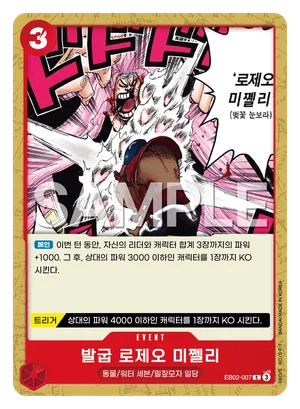 3
'로제오
미쩰리
(벚꽃 눈보라)
SAMPLE
메인 이번 턴 동안, 자신의 리더와 캐릭터 합계 3장까지의 파워
+1000. 그 후, 상대의 파워 3000 이하인 캐릭터를 1장까지 KO
시킨다.
트리거 상대의 파워 4000 이하인 캐릭터를 1장까지 KO 시킨다.
EVENT
발굽 로제오 미쩰리
동물/워터 세븐/밀짚모자 일당
EB02-007
3